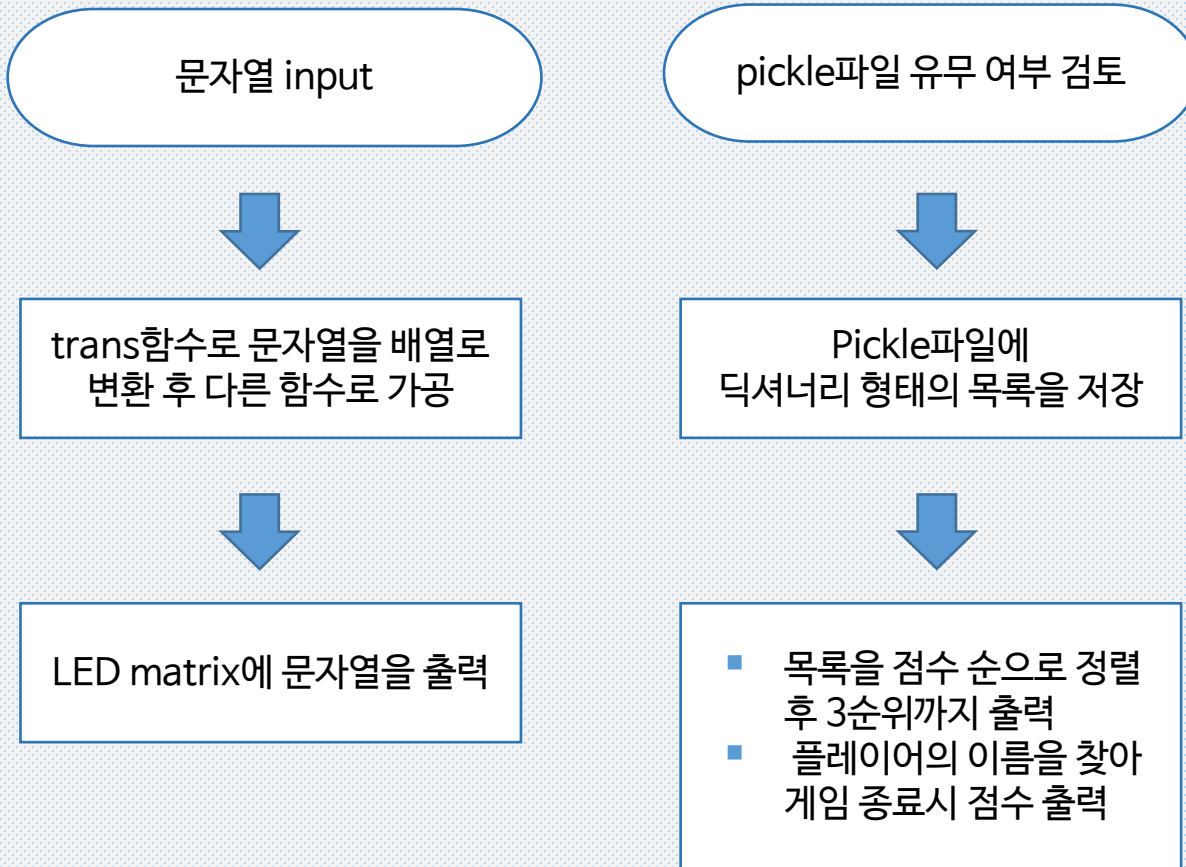 문자열 input
trans함수로 문자열을 배열로
변환 후 다른 함수로 가공
LED matrix에 문자열을 출력
pickle파일 유무 여부 검토
Pickle파일에
딕셔너리 형태의 목록을 저장
목록을 점수 순으로 정렬
후 3순위까지 출력
플레이어의 이름을 찾아
게임 종료시 점수 출력